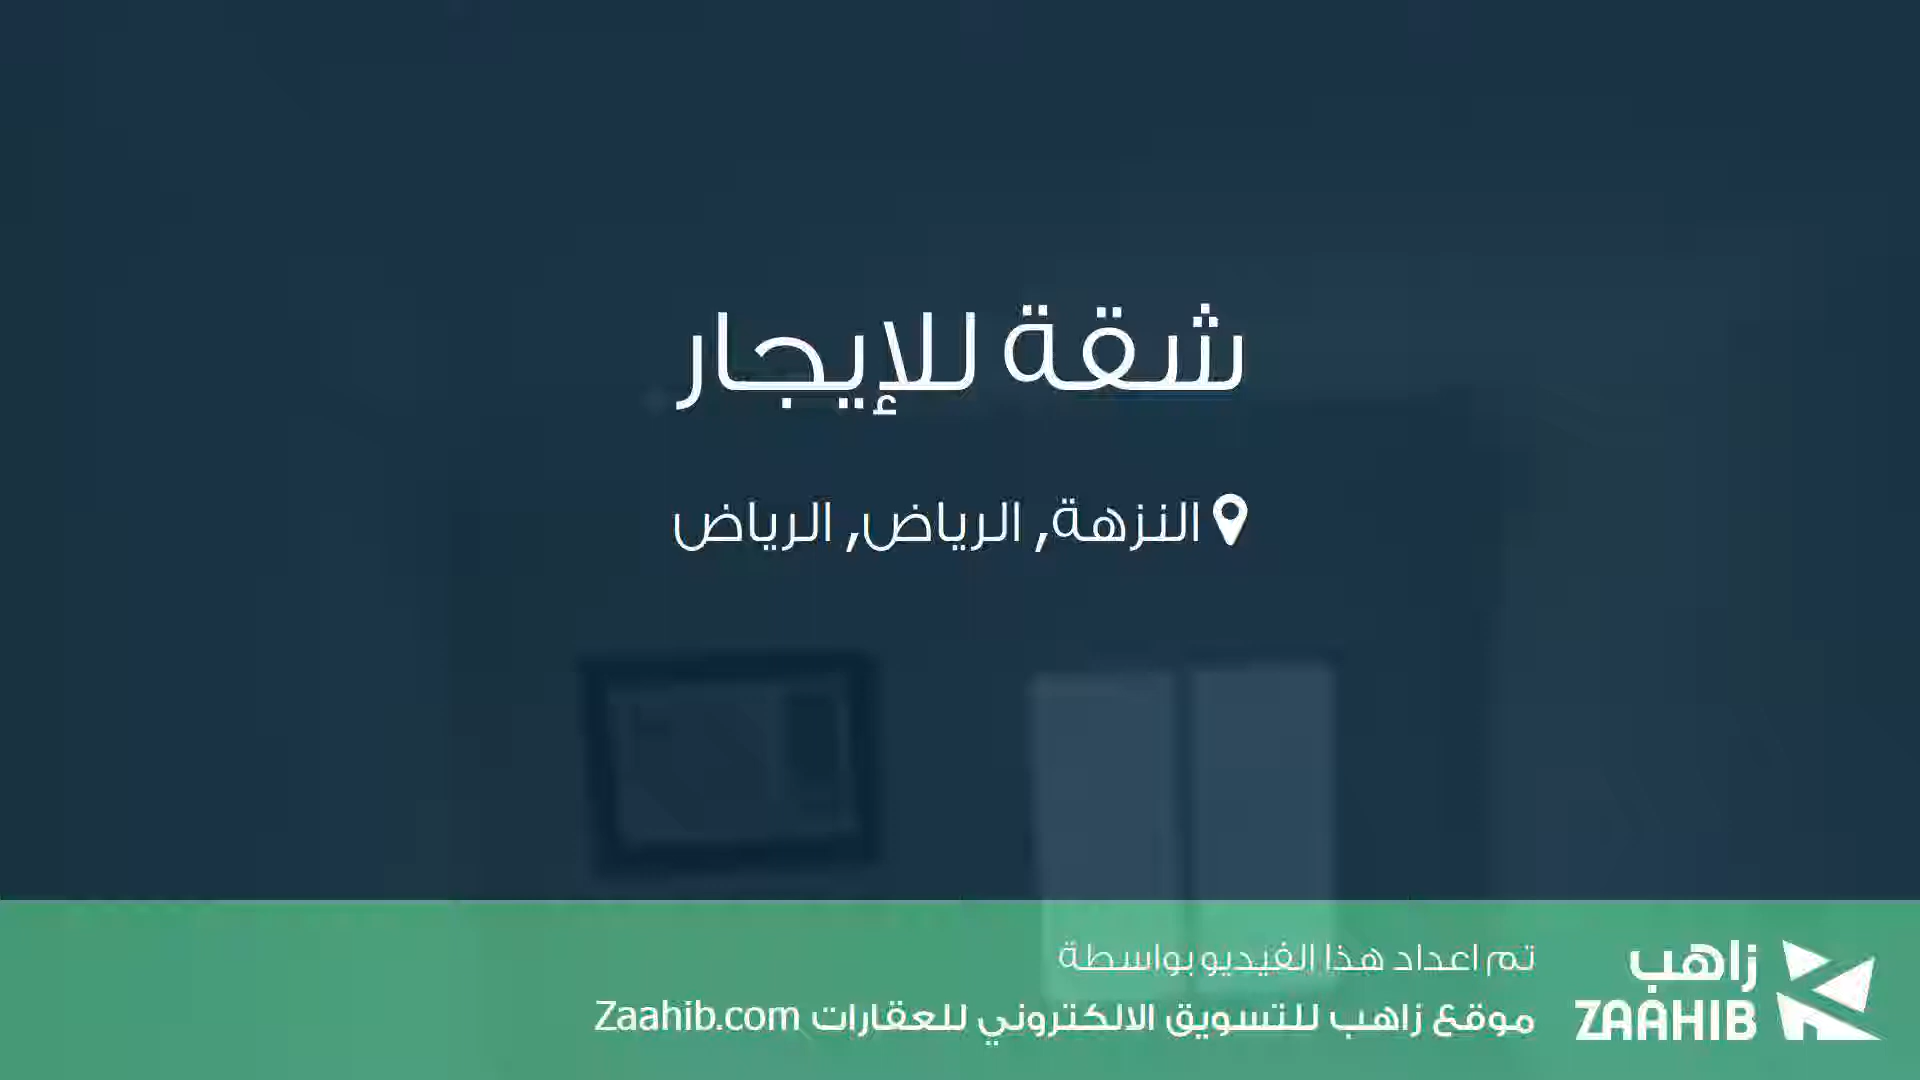 شقة للإيجار
النزهة, الرياض, الرياض
تم اعداد هذا الفيديو بواسطة
موقع زاهب للتسويق الالكتروني للعقارات Zaahib.com
زاهب
ZAAHIB